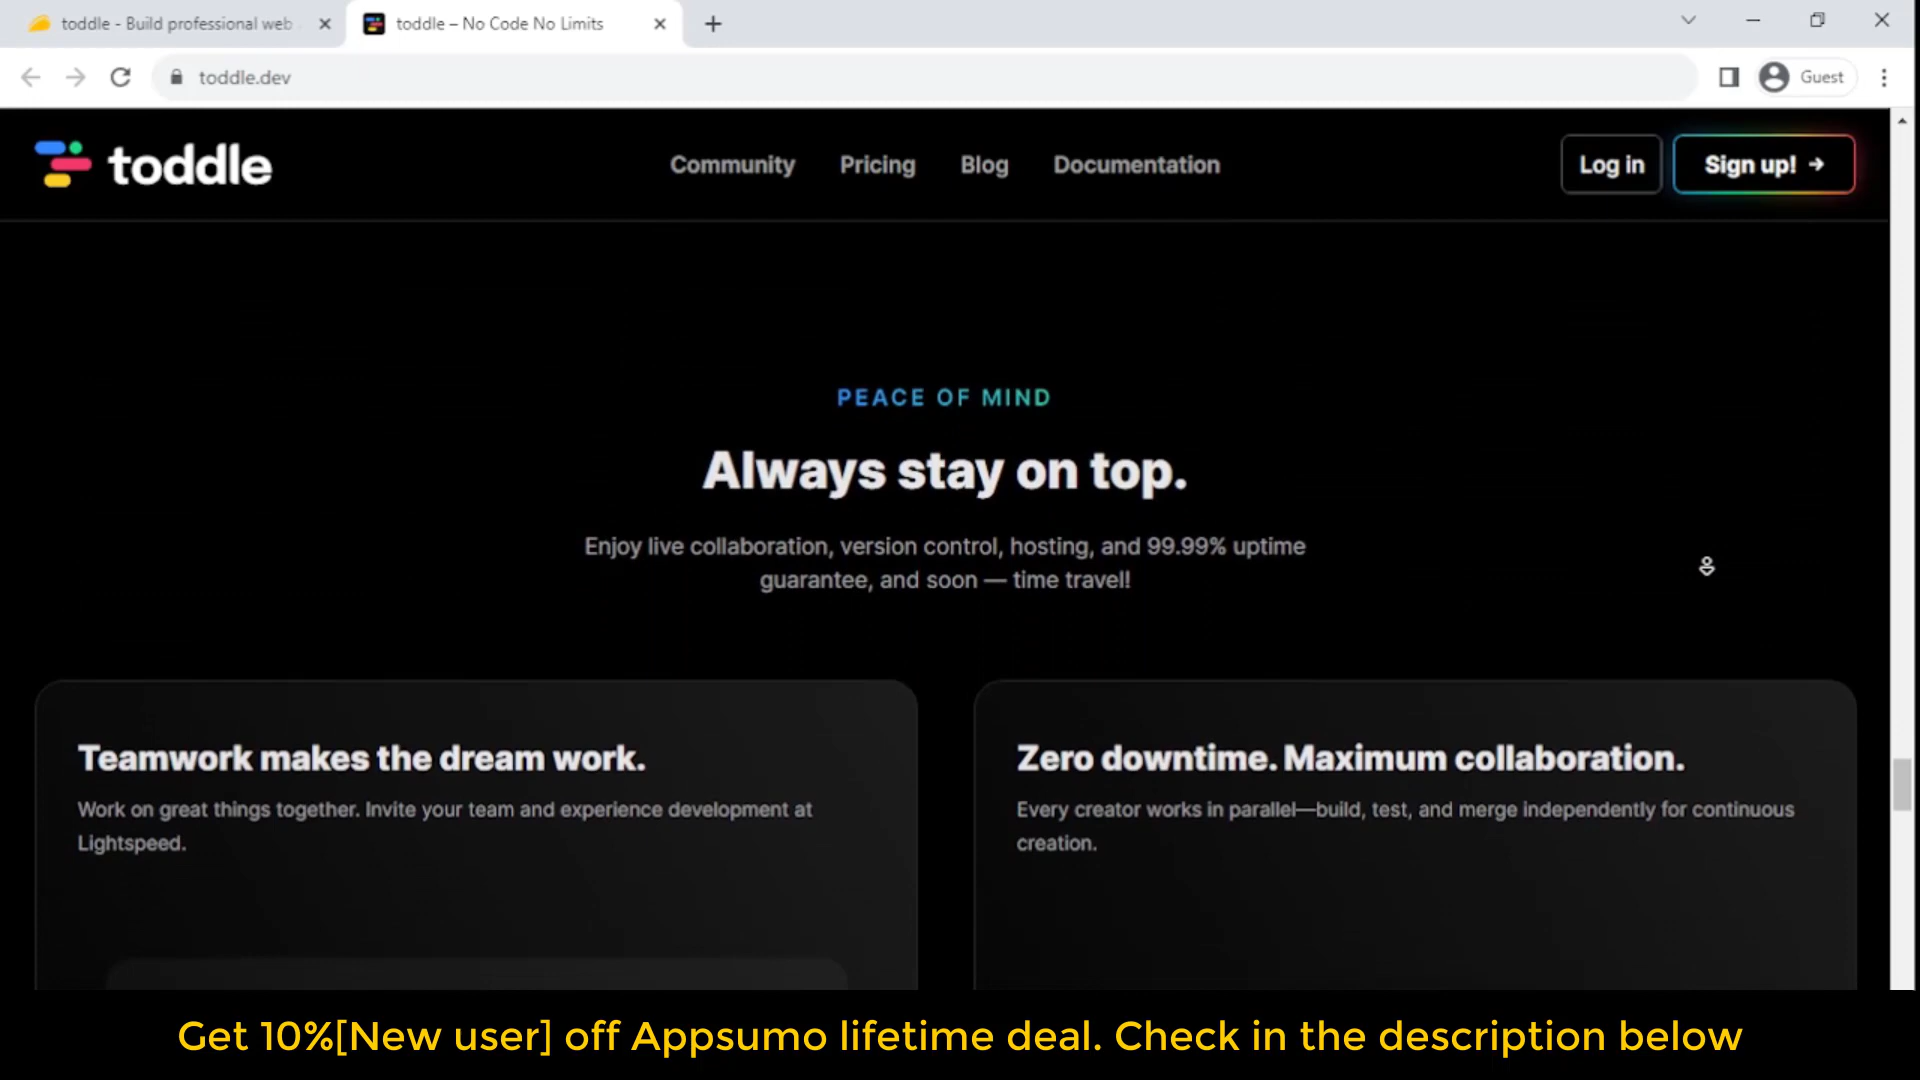 toddle - Build professional web
toddle – No Code No Limits
toddle.dev
Guest
toddle
Community
Pricing
Blog
Documentation
Log in
Sign up! →
PEACE OF MIND
Always stay on top.
Enjoy live collaboration, version control, hosting, and 99.99% uptime
guarantee, and soon — time travel!
Teamwork makes the dream work.
Work on great things together. Invite your team and experience development at
Lightspeed.
Zero downtime. Maximum collaboration.
Every creator works in parallel—build, test, and merge independently for continuous
creation.
Get 10%[New user] off Appsumo lifetime deal. Check in the description below